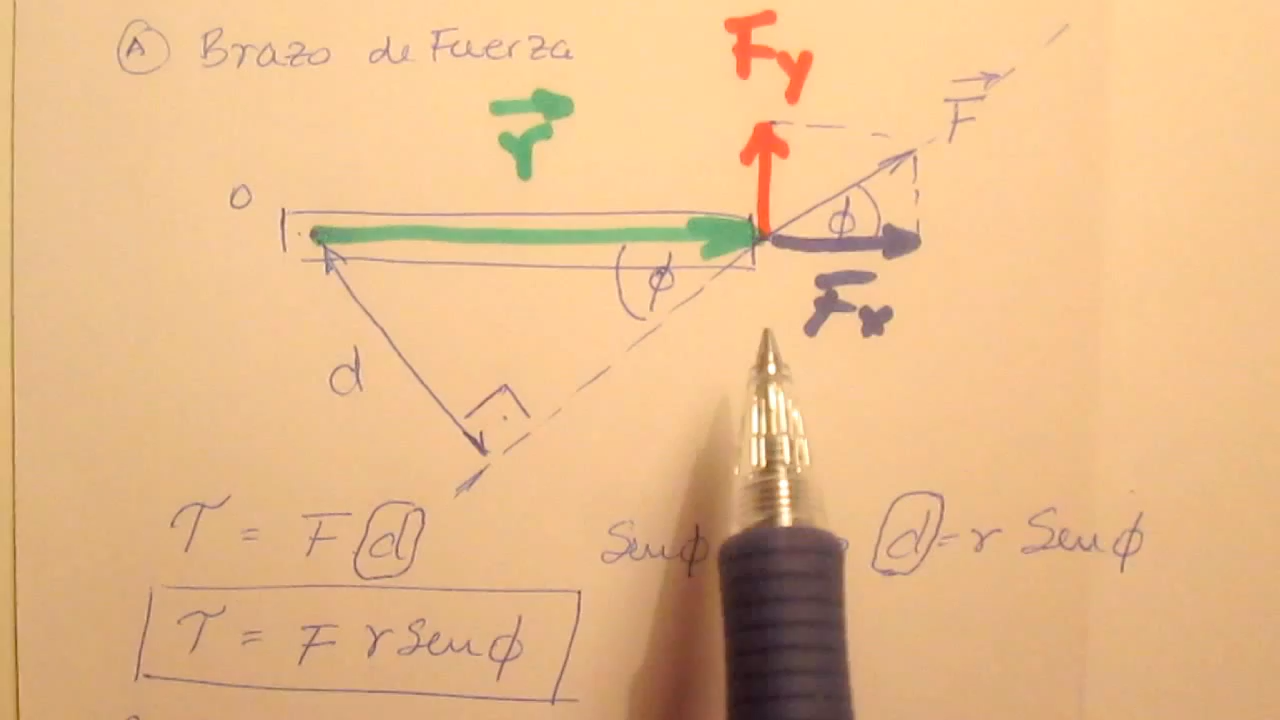 Ⓐ Brazo de Fuerza
Fy
r
F
o
ϕ
ϕ
Fx
d
τ = F d
Senϕ
d = r Senϕ
τ = F r Senϕ